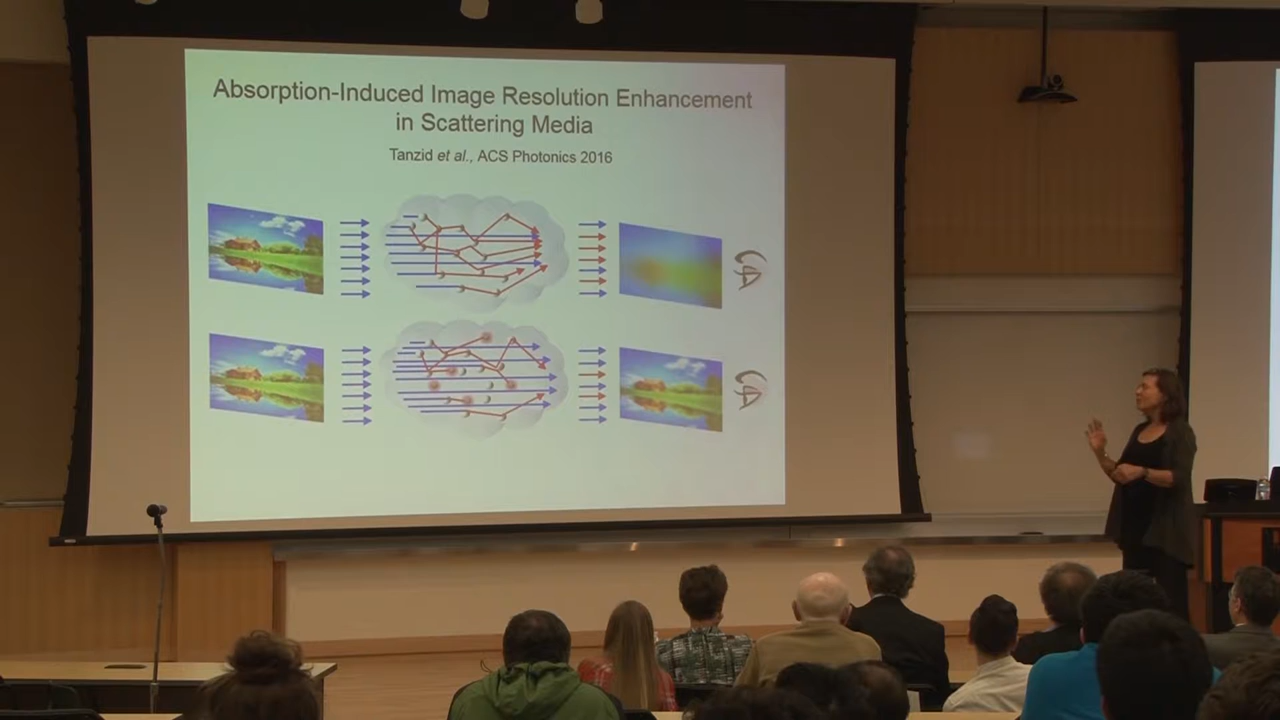 Absorption-Induced Image Resolution Enhancement
in Scattering Media
Tanzid et al., ACS Photonics 2016